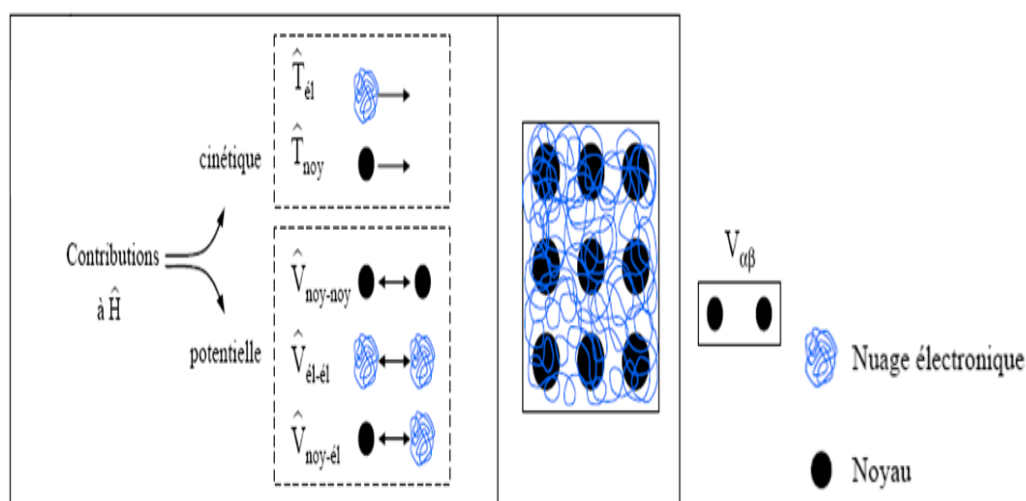 T̂él
T̂noy
cinétique
Contributions
à Ĥ
potentielle
V̂noy-noy
V̂él-él
V̂noy-él
Vαβ
Nuage électronique
Noyau